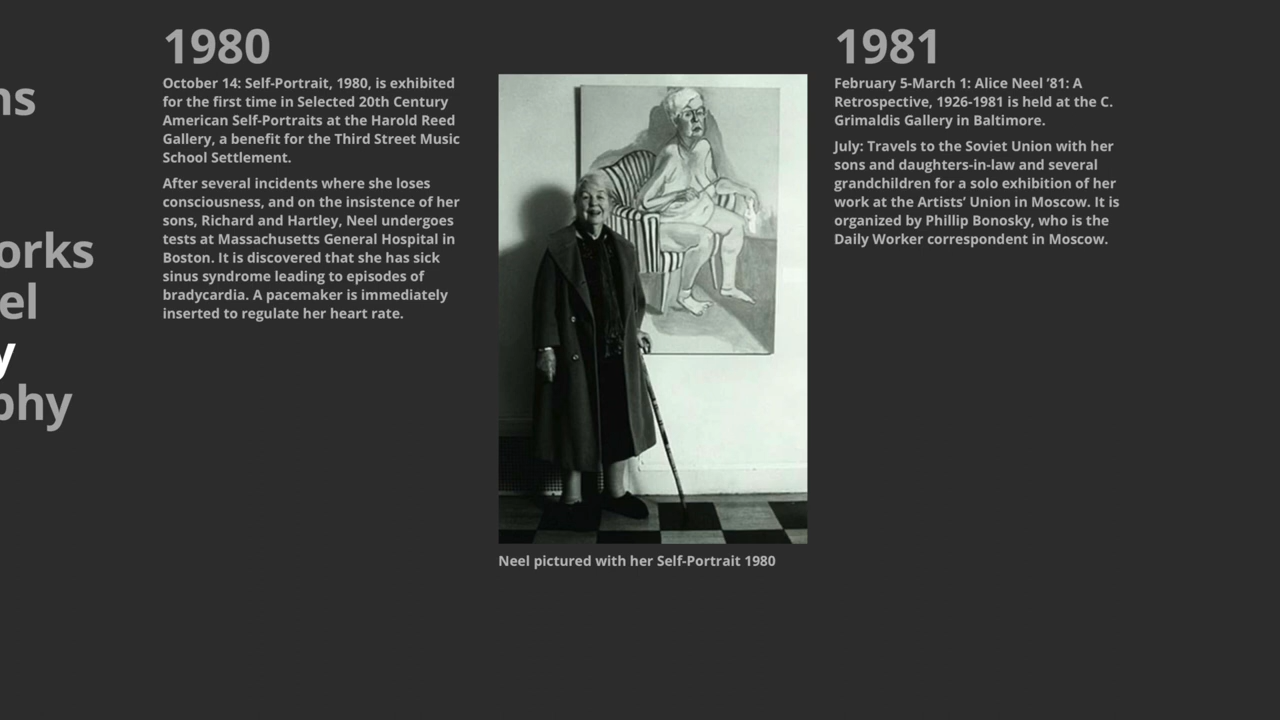 ns
orks
el
y
phy
1980
October 14: Self-Portrait, 1980, is exhibited
for the first time in Selected 20th Century
American Self-Portraits at the Harold Reed
Gallery, a benefit for the Third Street Music
School Settlement.
After several incidents where she loses
consciousness, and on the insistence of her
sons, Richard and Hartley, Neel undergoes
tests at Massachusetts General Hospital in
Boston. It is discovered that she has sick
sinus syndrome leading to episodes of
bradycardia. A pacemaker is immediately
inserted to regulate her heart rate.
Neel pictured with her Self-Portrait 1980
1981
February 5-March 1: Alice Neel ’81: A
Retrospective, 1926-1981 is held at the C.
Grimaldis Gallery in Baltimore.
July: Travels to the Soviet Union with her
sons and daughters-in-law and several
grandchildren for a solo exhibition of her
work at the Artists’ Union in Moscow. It is
organized by Phillip Bonosky, who is the
Daily Worker correspondent in Moscow.